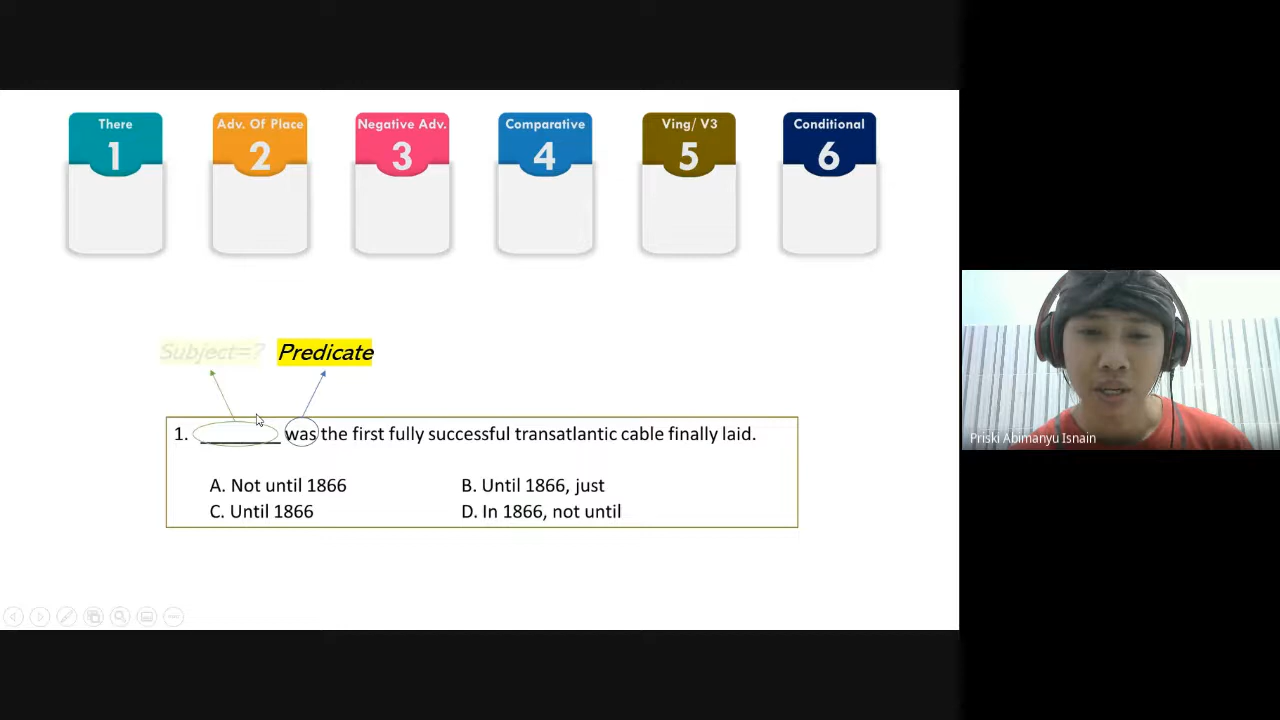 There Adv. Of Place Negative Adv. Comparative Ving/ V3 Conditional
1 2 3 4 5 6
Subject=? Predicate
1. __________ was the first fully successful transatlantic cable finally laid.
A. Not until 1866 B. Until 1866, just
C. Until 1866 D. In 1866, not until
Priski Abimanyu Isnain